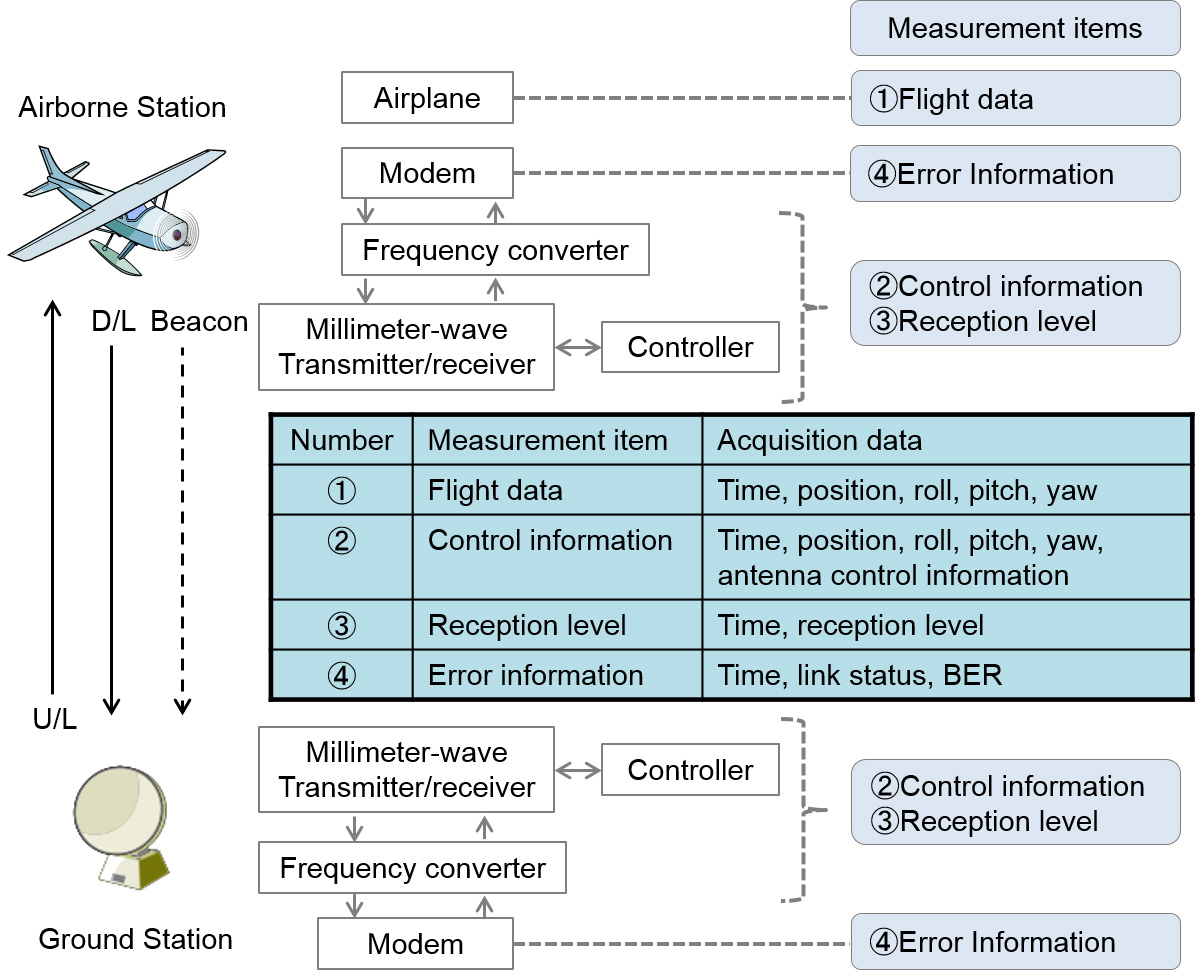 Measurement items
Airborne Station
Airplane
①Flight data
Modem
④Error Information
Frequency converter
②Control information
③Reception level
D/L Beacon
Millimeter-wave
Transmitter/receiver
Controller
Number Measurement item Acquisition data
① Flight data Time, position, roll, pitch, yaw
② Control information Time, position, roll, pitch, yaw,
antenna control information
③ Reception level Time, reception level
④ Error information Time, link status, BER
U/L
Millimeter-wave
Transmitter/receiver
Controller
②Control information
③Reception level
Frequency converter
Ground Station
Modem
④Error Information